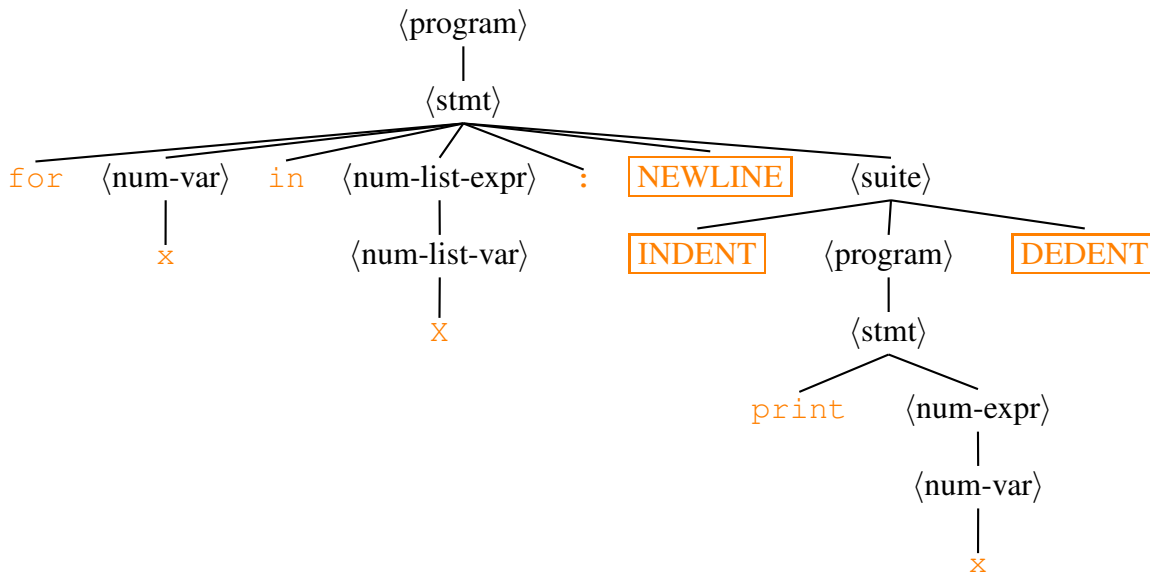 ⟨program⟩
⟨stmt⟩
for ⟨num-var⟩ in ⟨num-list-expr⟩ : NEWLINE ⟨suite⟩
x ⟨num-list-var⟩ INDENT ⟨program⟩ DEDENT
X ⟨stmt⟩
print ⟨num-expr⟩
⟨num-var⟩
x